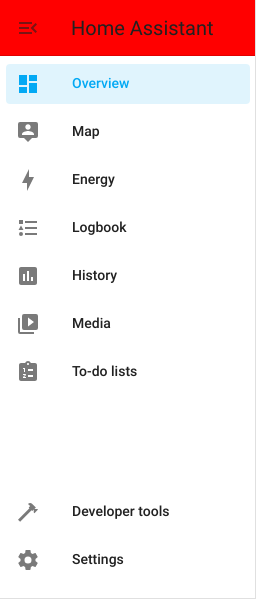 Home Assistant
Overview
Map
Energy
Logbook
History
Media
To-do lists
Developer tools
Settings